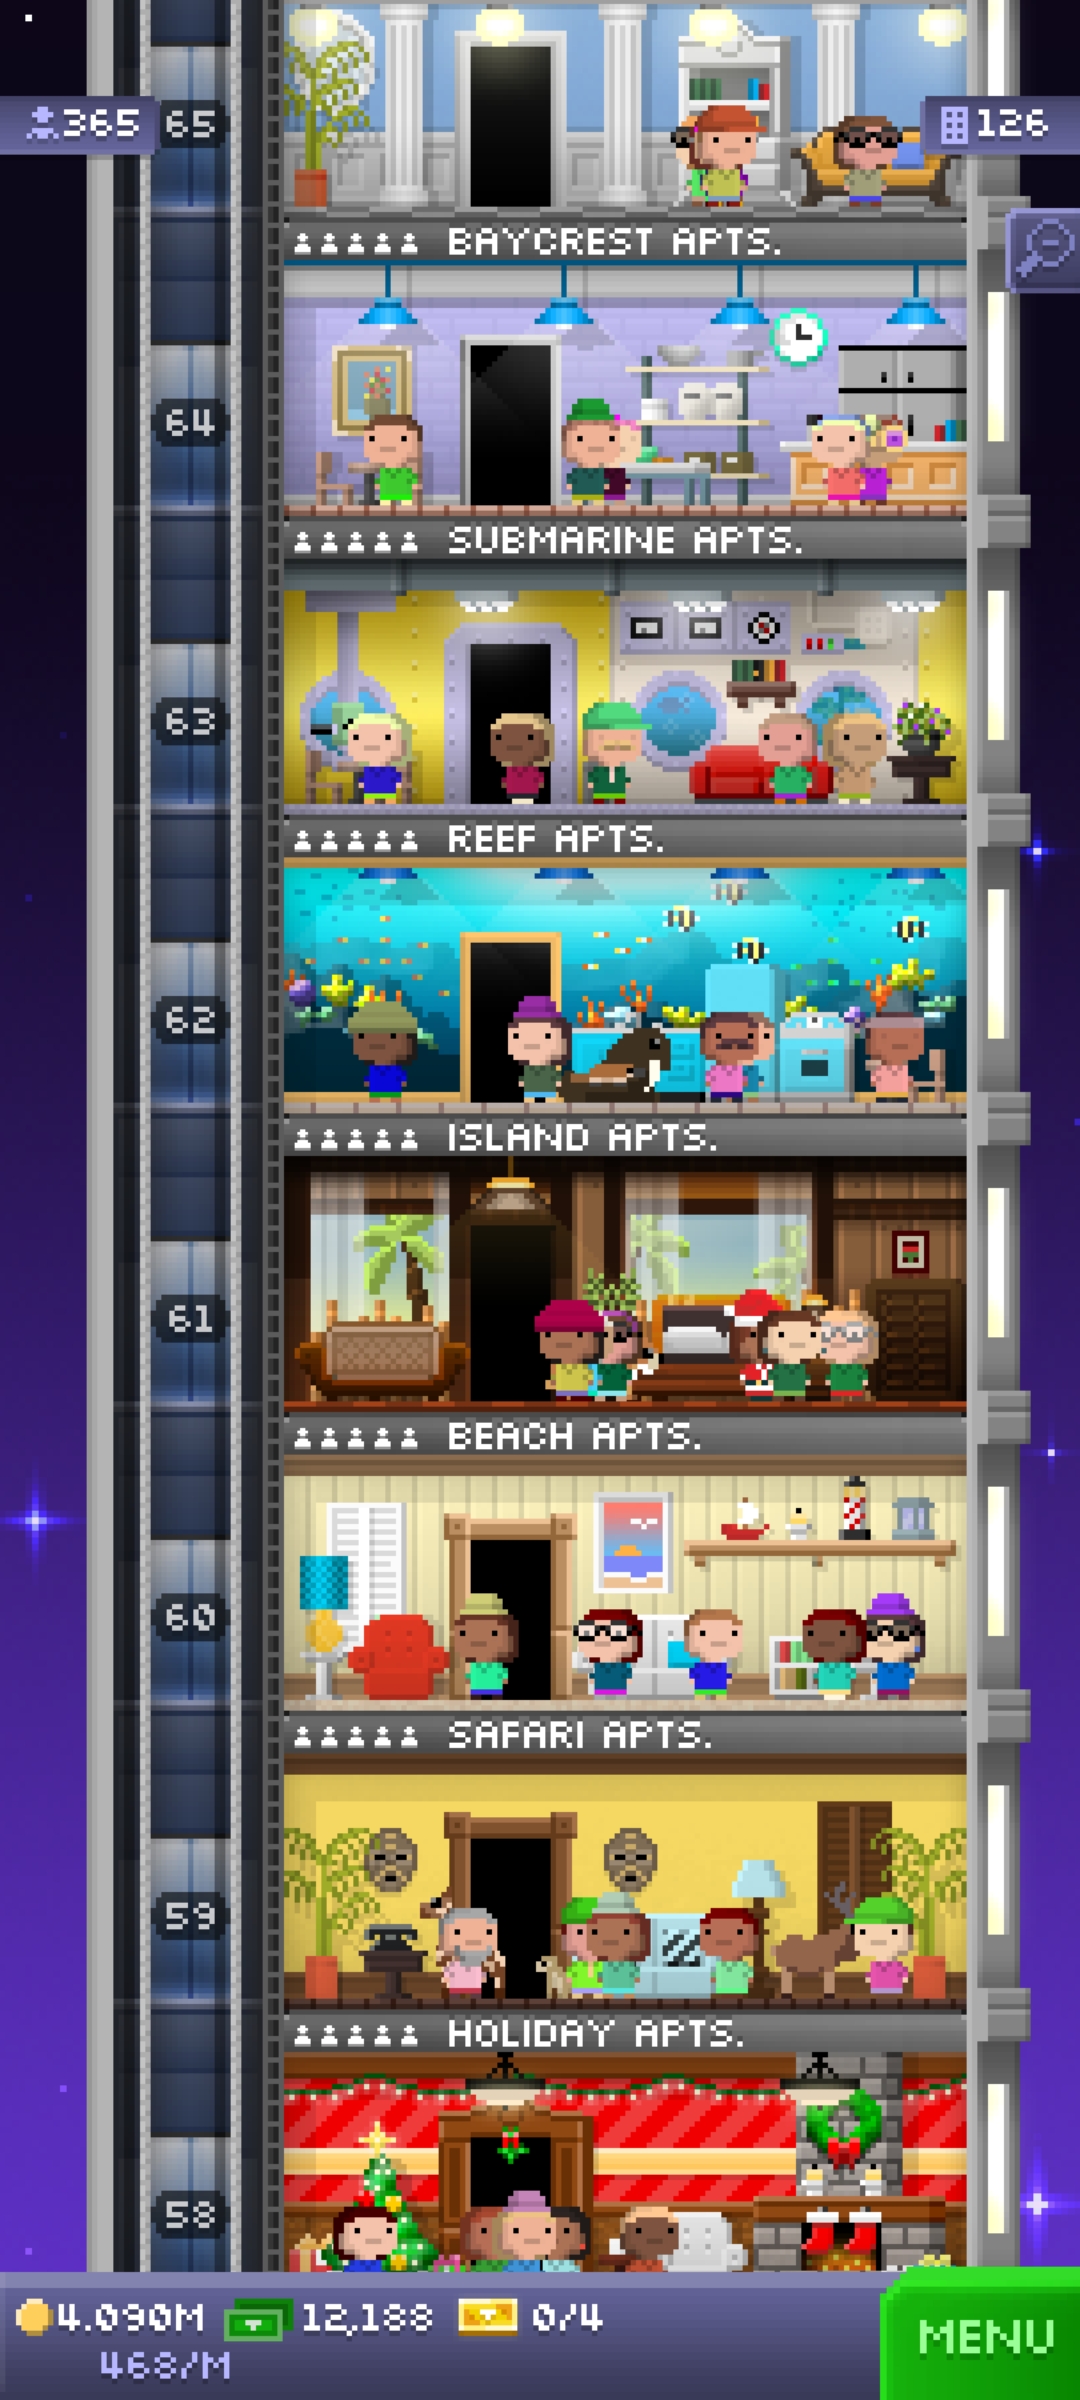 365
65
126
BAYCREST APTS.
64
SUBMARINE APTS.
63
REEF APTS.
62
ISLAND APTS.
61
BEACH APTS.
60
SAFARI APTS.
59
HOLIDAY APTS.
58
4.090M 12,188 0/4
468/M
MENU